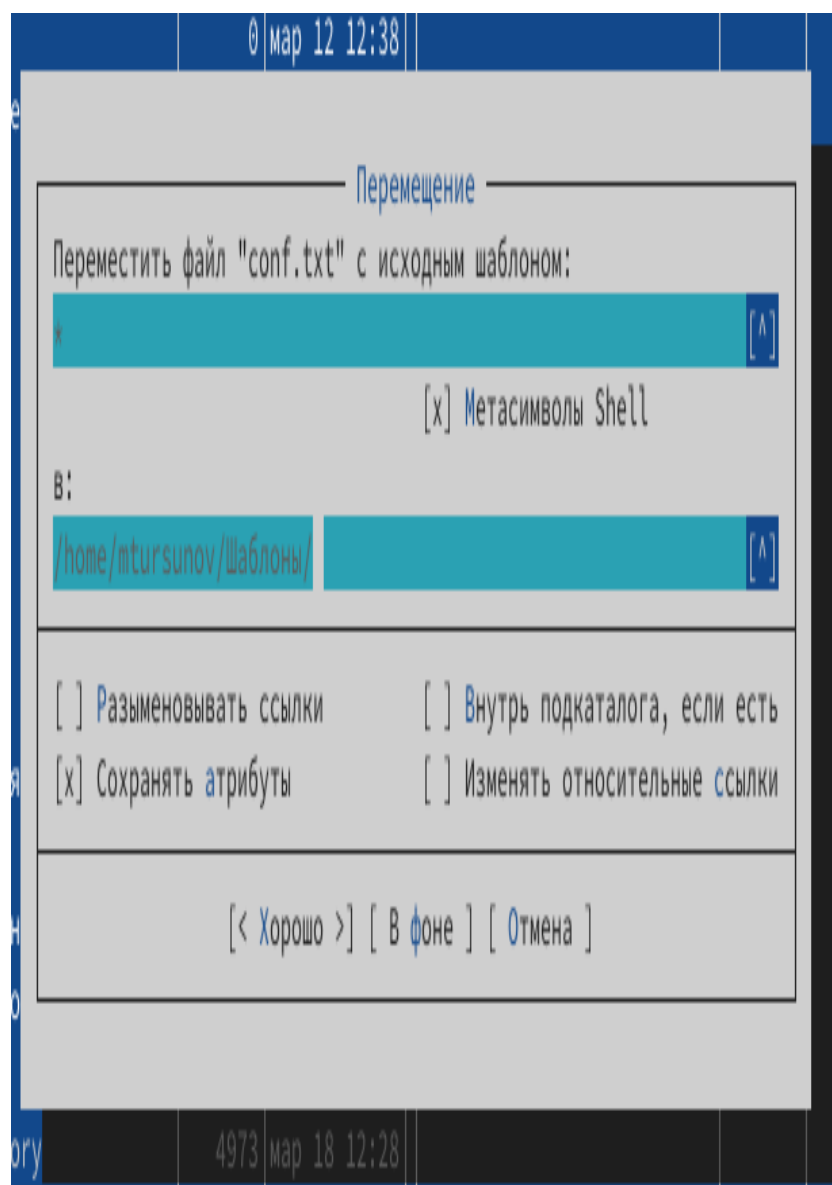 0 мар 12 12:38
е
Перемещение
Переместить файл "conf.txt" с исходным шаблоном:
*
[^]
[x] Метасимволы Shell
в:
/home/mtursunov/Шаблоны/
[^]
[ ] Разыменовывать ссылки [ ] Внутрь подкаталога, если есть
я
[x] Сохранять атрибуты [ ] Изменять относительные ссылки
н
[< Хорошо >] [ В фоне ] [ Отмена ]
о
ory 4973 мар 18 12:28